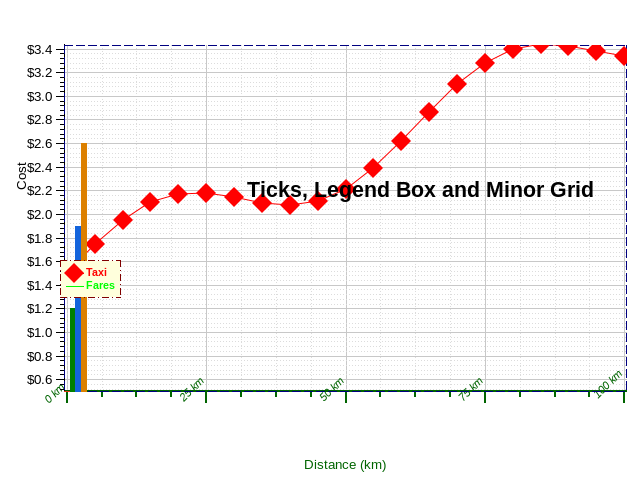 $3.4
$3.2
$3.0
$2.8
$2.6
$2.4
$2.2
$2.0
$1.8
$1.6
$1.4
$1.2
$1.0
$0.8
$0.6
Cost
Ticks, Legend Box and Minor Grid
Taxi
Fares
0 km
25 km
50 km
75 km
100 km
Distance (km)